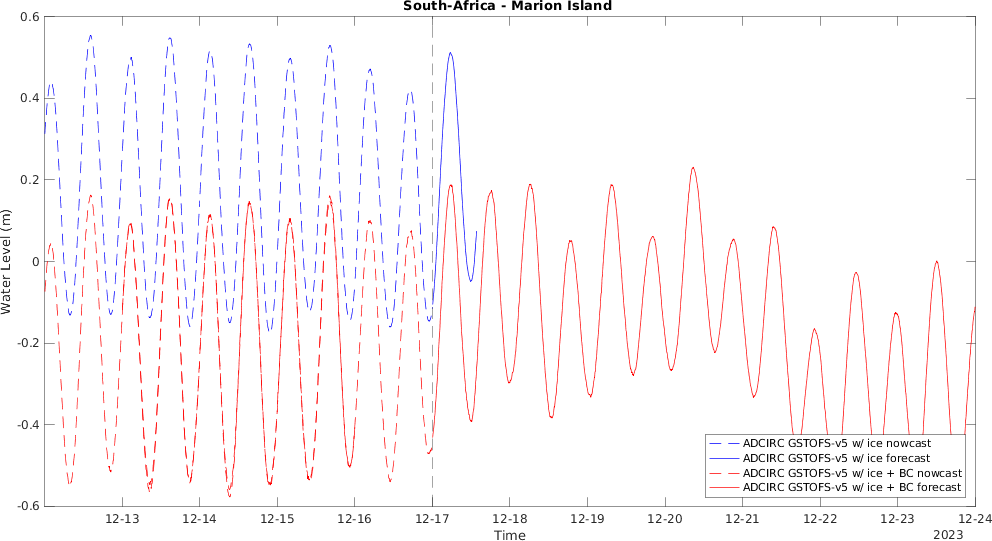 South-Africa - Marion Island
Water Level (m)
0.6
0.4
0.2
0
-0.2
-0.4
-0.6
12-13
12-14
12-15
12-16
12-17
12-18
12-19
12-20
12-21
12-22
12-23
12-24
Time
2023
ADCIRC GSTOFS-v5 w/ ice nowcast
ADCIRC GSTOFS-v5 w/ ice forecast
ADCIRC GSTOFS-v5 w/ ice + BC nowcast
ADCIRC GSTOFS-v5 w/ ice + BC forecast